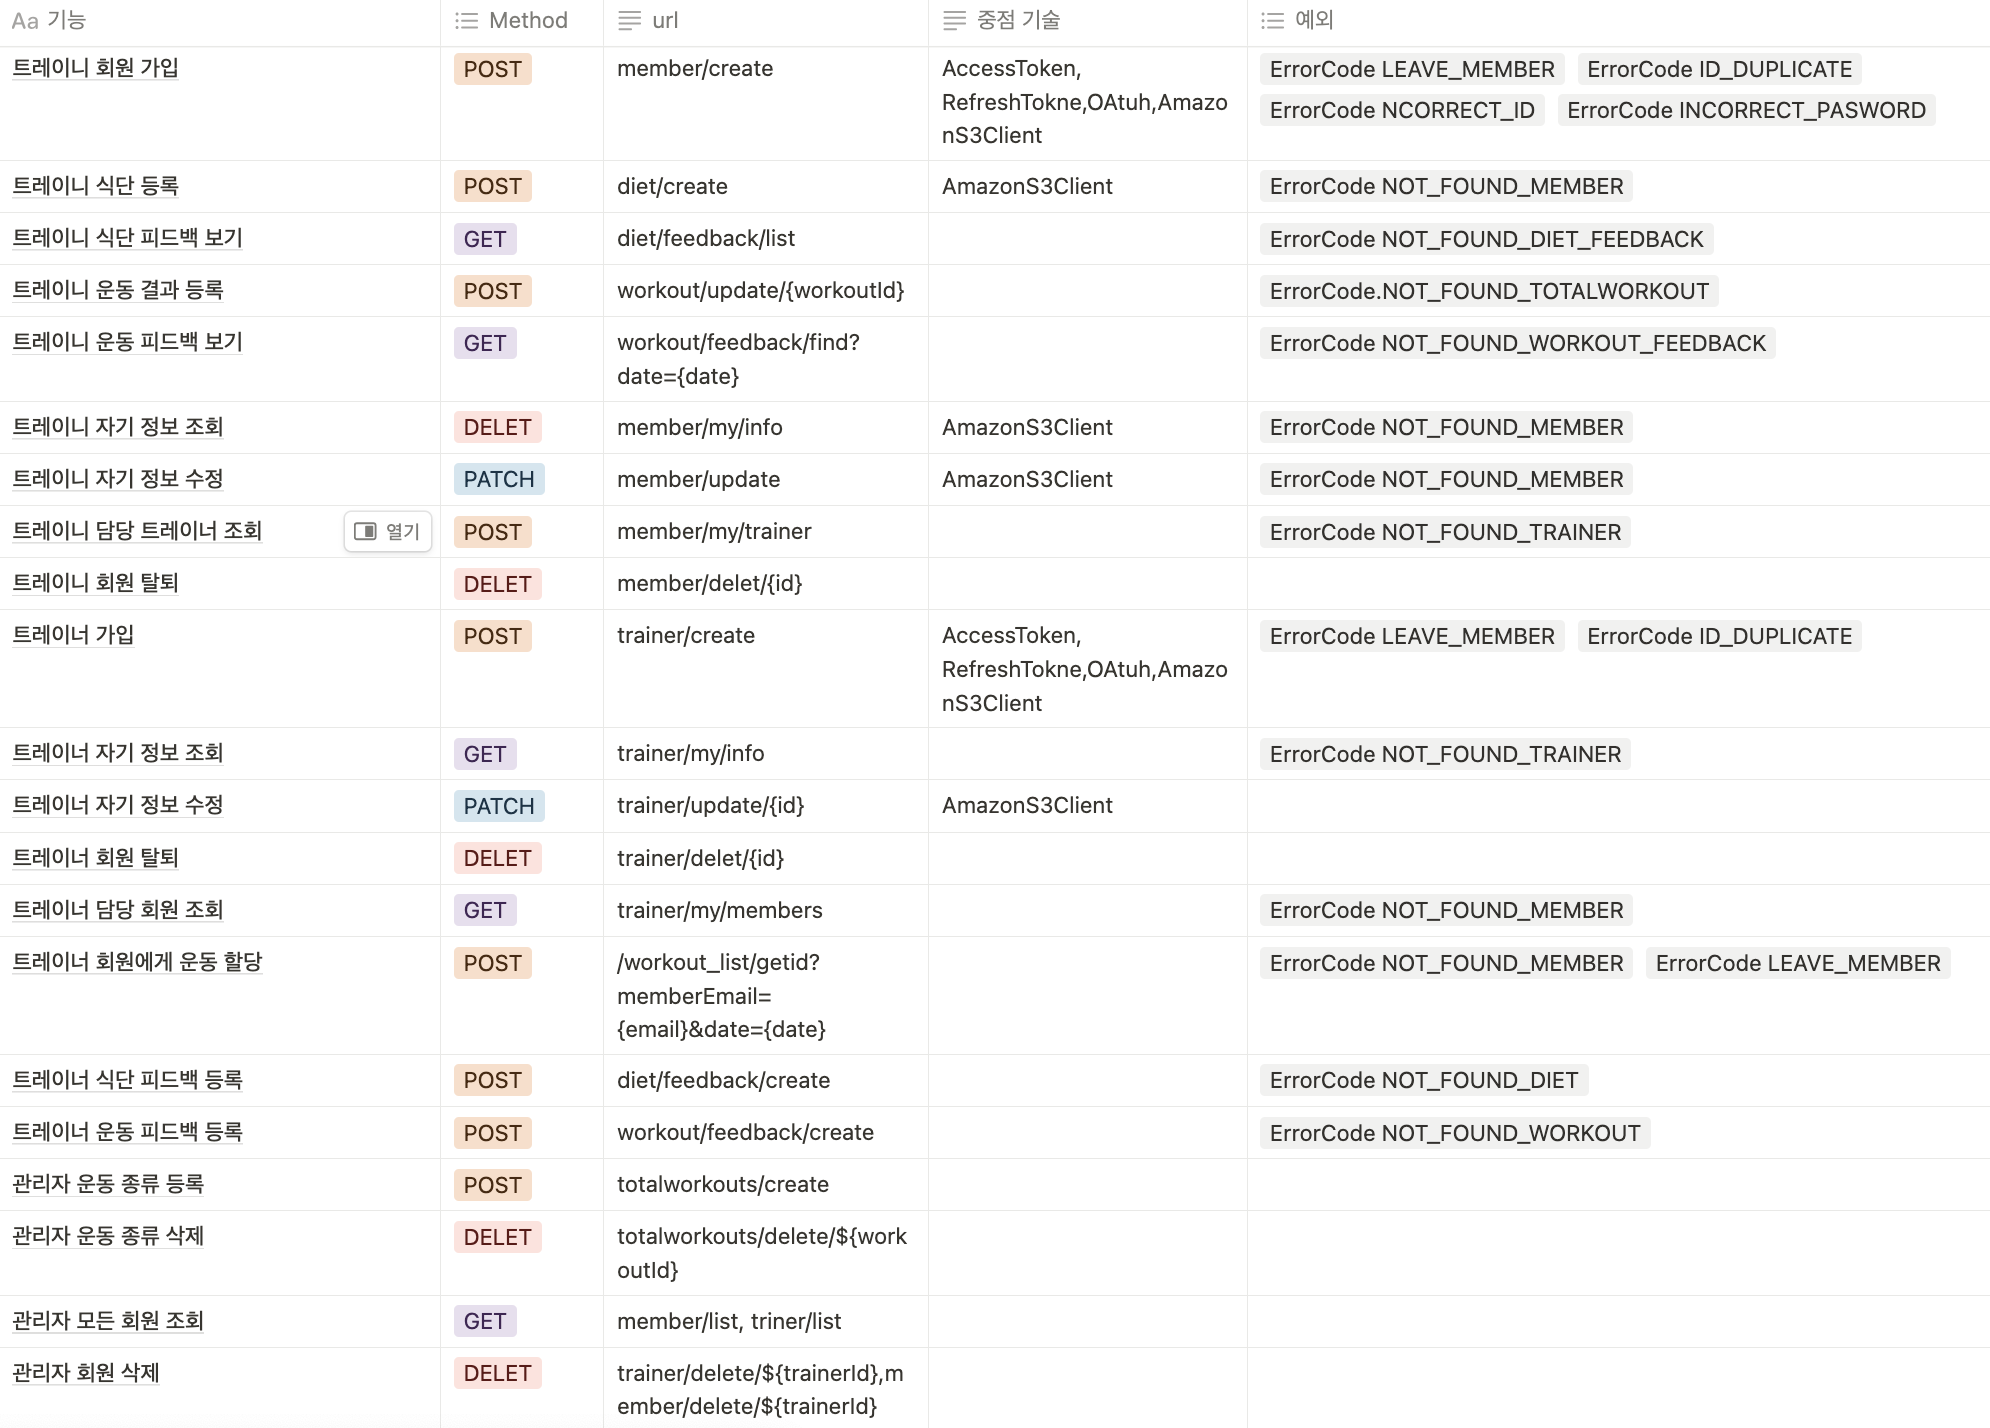 Aa 기능 Method url 중점 기술 예외
트레이니 회원 가입 POST member/create AccessToken, ErrorCode LEAVE_MEMBER ErrorCode ID_DUPLICATE
RefreshTokne,OAtuh,Amazo ErrorCode NCORRECT_ID ErrorCode INCORRECT_PASWORD
nS3Client
트레이니 식단 등록 POST diet/create AmazonS3Client ErrorCode NOT_FOUND_MEMBER
트레이니 식단 피드백 보기 GET diet/feedback/list ErrorCode NOT_FOUND_DIET_FEEDBACK
트레이니 운동 결과 등록 POST workout/update/{workoutId} ErrorCode.NOT_FOUND_TOTALWORKOUT
트레이니 운동 피드백 보기 GET workout/feedback/find? ErrorCode NOT_FOUND_WORKOUT_FEEDBACK
date={date}
트레이니 자기 정보 조회 DELET member/my/info AmazonS3Client ErrorCode NOT_FOUND_MEMBER
트레이니 자기 정보 수정 PATCH member/update AmazonS3Client ErrorCode NOT_FOUND_MEMBER
트레이니 담당 트레이너 조회 열기 POST member/my/trainer ErrorCode NOT_FOUND_TRAINER
트레이니 회원 탈퇴 DELET member/delet/{id}
트레이너 가입 POST trainer/create AccessToken, ErrorCode LEAVE_MEMBER ErrorCode ID_DUPLICATE
RefreshTokne,OAtuh,Amazo
nS3Client
트레이너 자기 정보 조회 GET trainer/my/info ErrorCode NOT_FOUND_TRAINER
트레이너 자기 정보 수정 PATCH trainer/update/{id} AmazonS3Client
트레이너 회원 탈퇴 DELET trainer/delet/{id}
트레이너 담당 회원 조회 GET trainer/my/members ErrorCode NOT_FOUND_MEMBER
트레이너 회원에게 운동 할당 POST /workout_list/getid? ErrorCode NOT_FOUND_MEMBER ErrorCode LEAVE_MEMBER
memberEmail=
{email}&date={date}
트레이너 식단 피드백 등록 POST diet/feedback/create ErrorCode NOT_FOUND_DIET
트레이너 운동 피드백 등록 POST workout/feedback/create ErrorCode NOT_FOUND_WORKOUT
관리자 운동 종류 등록 POST totalworkouts/create
관리자 운동 종류 삭제 DELET totalworkouts/delete/${work
outId}
관리자 모든 회원 조회 GET member/list, triner/list
관리자 회원 삭제 DELET trainer/delete/${trainerId},m
ember/delete/${trainerId}